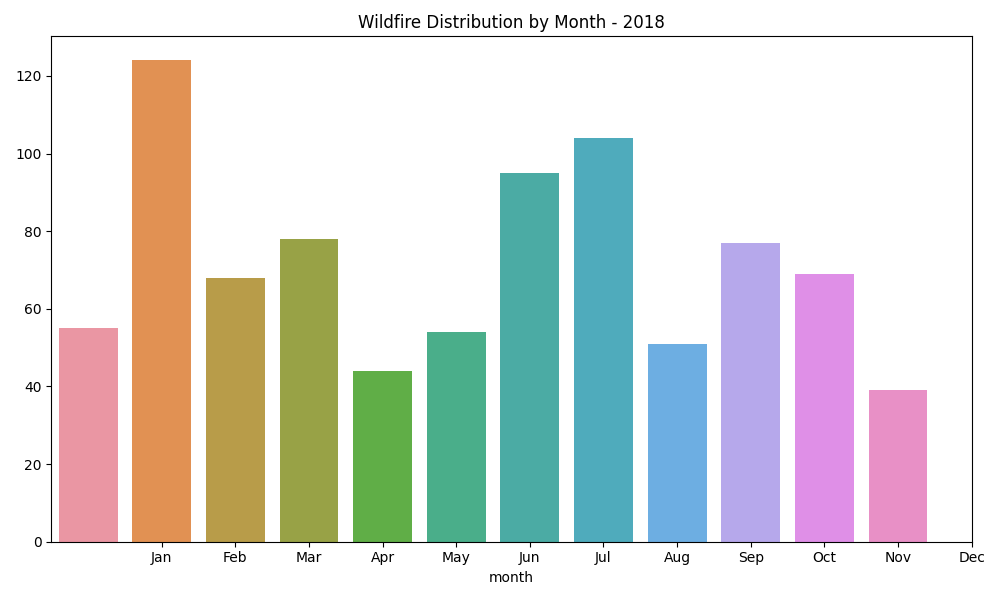 Wildfire Distribution by Month - 2018
120
100
80
60
40
20
0
Jan Feb Mar Apr May Jun Jul Aug Sep Oct Nov Dec
month